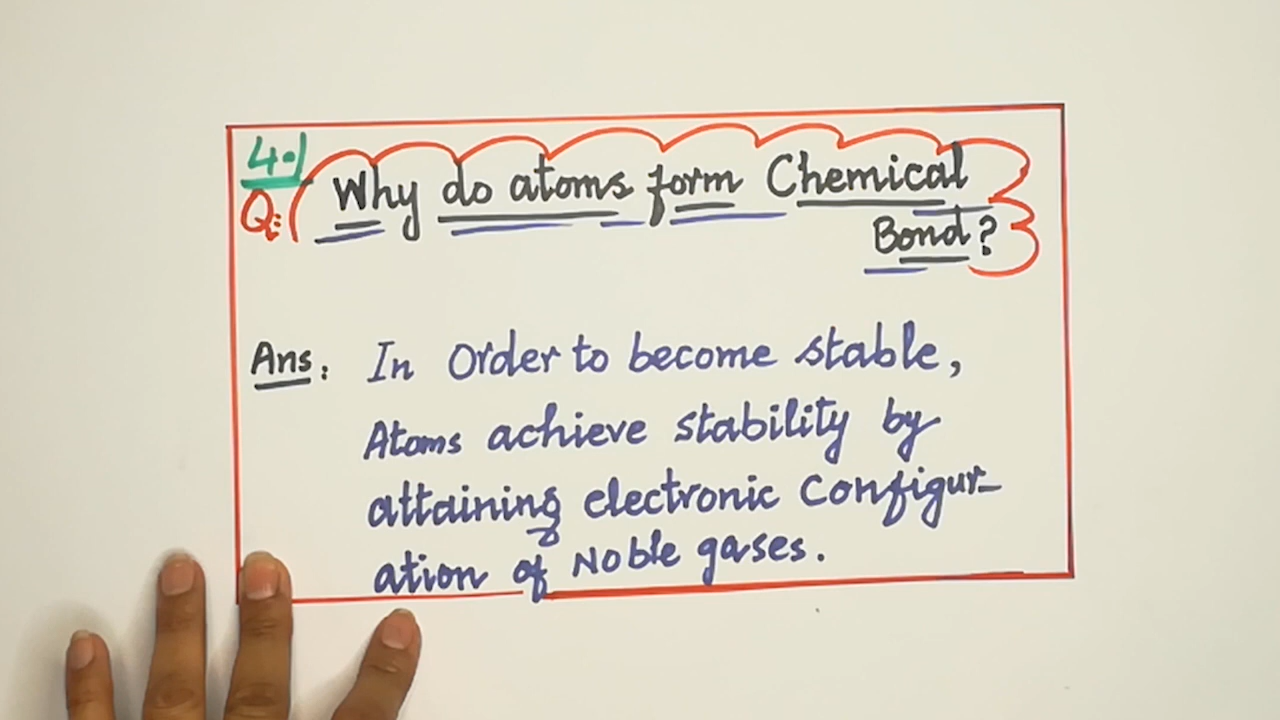 4.1
Q: Why do atoms form Chemical
Bond?
Ans: In Order to become stable,
Atoms achieve stability by
attaining electronic Configur-
ation of Noble gases.